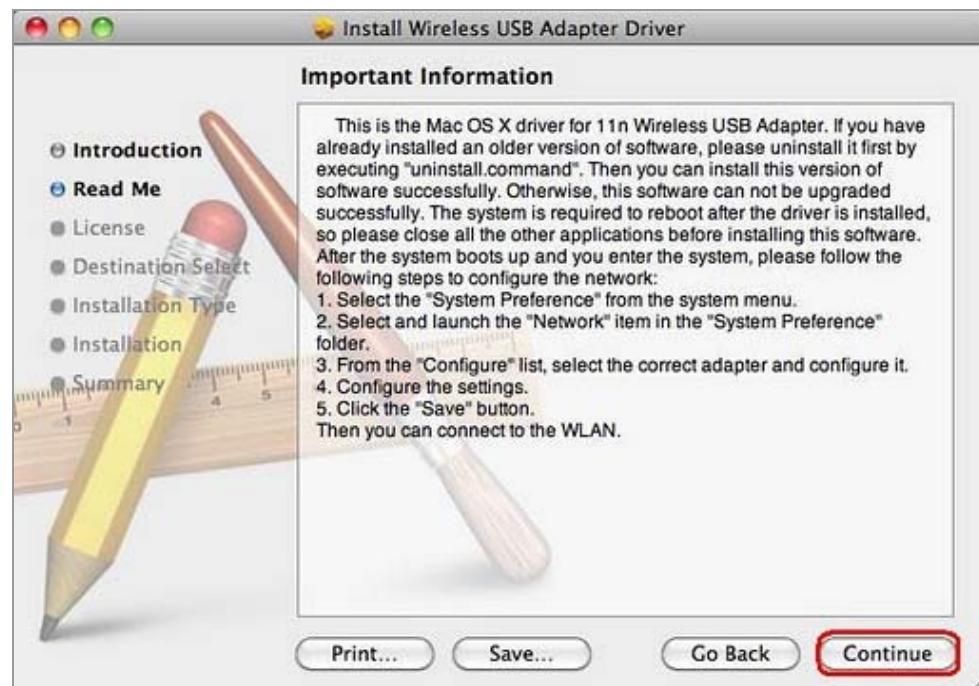 Install Wireless USB Adapter Driver
Important Information
Introduction
Read Me
License
Destination Select
Installation Type
Installation
Summary
This is the Mac OS X driver for 11n Wireless USB Adapter. If you have
already installed an older version of software, please uninstall it first by
executing "uninstall.command". Then you can install this version of
software successfully. Otherwise, this software can not be upgraded
successfully. The system is required to reboot after the driver is installed,
so please close all the other applications before installing this software.
After the system boots up and you enter the system, please follow the
following steps to configure the network:
1. Select the "System Preference" from the system menu.
2. Select and launch the "Network" item in the "System Preference"
folder.
3. From the "Configure" list, select the correct adapter and configure it.
4. Configure the settings.
5. Click the "Save" button.
Then you can connect to the WLAN.
0 1 4 5
Print... Save... Go Back Continue